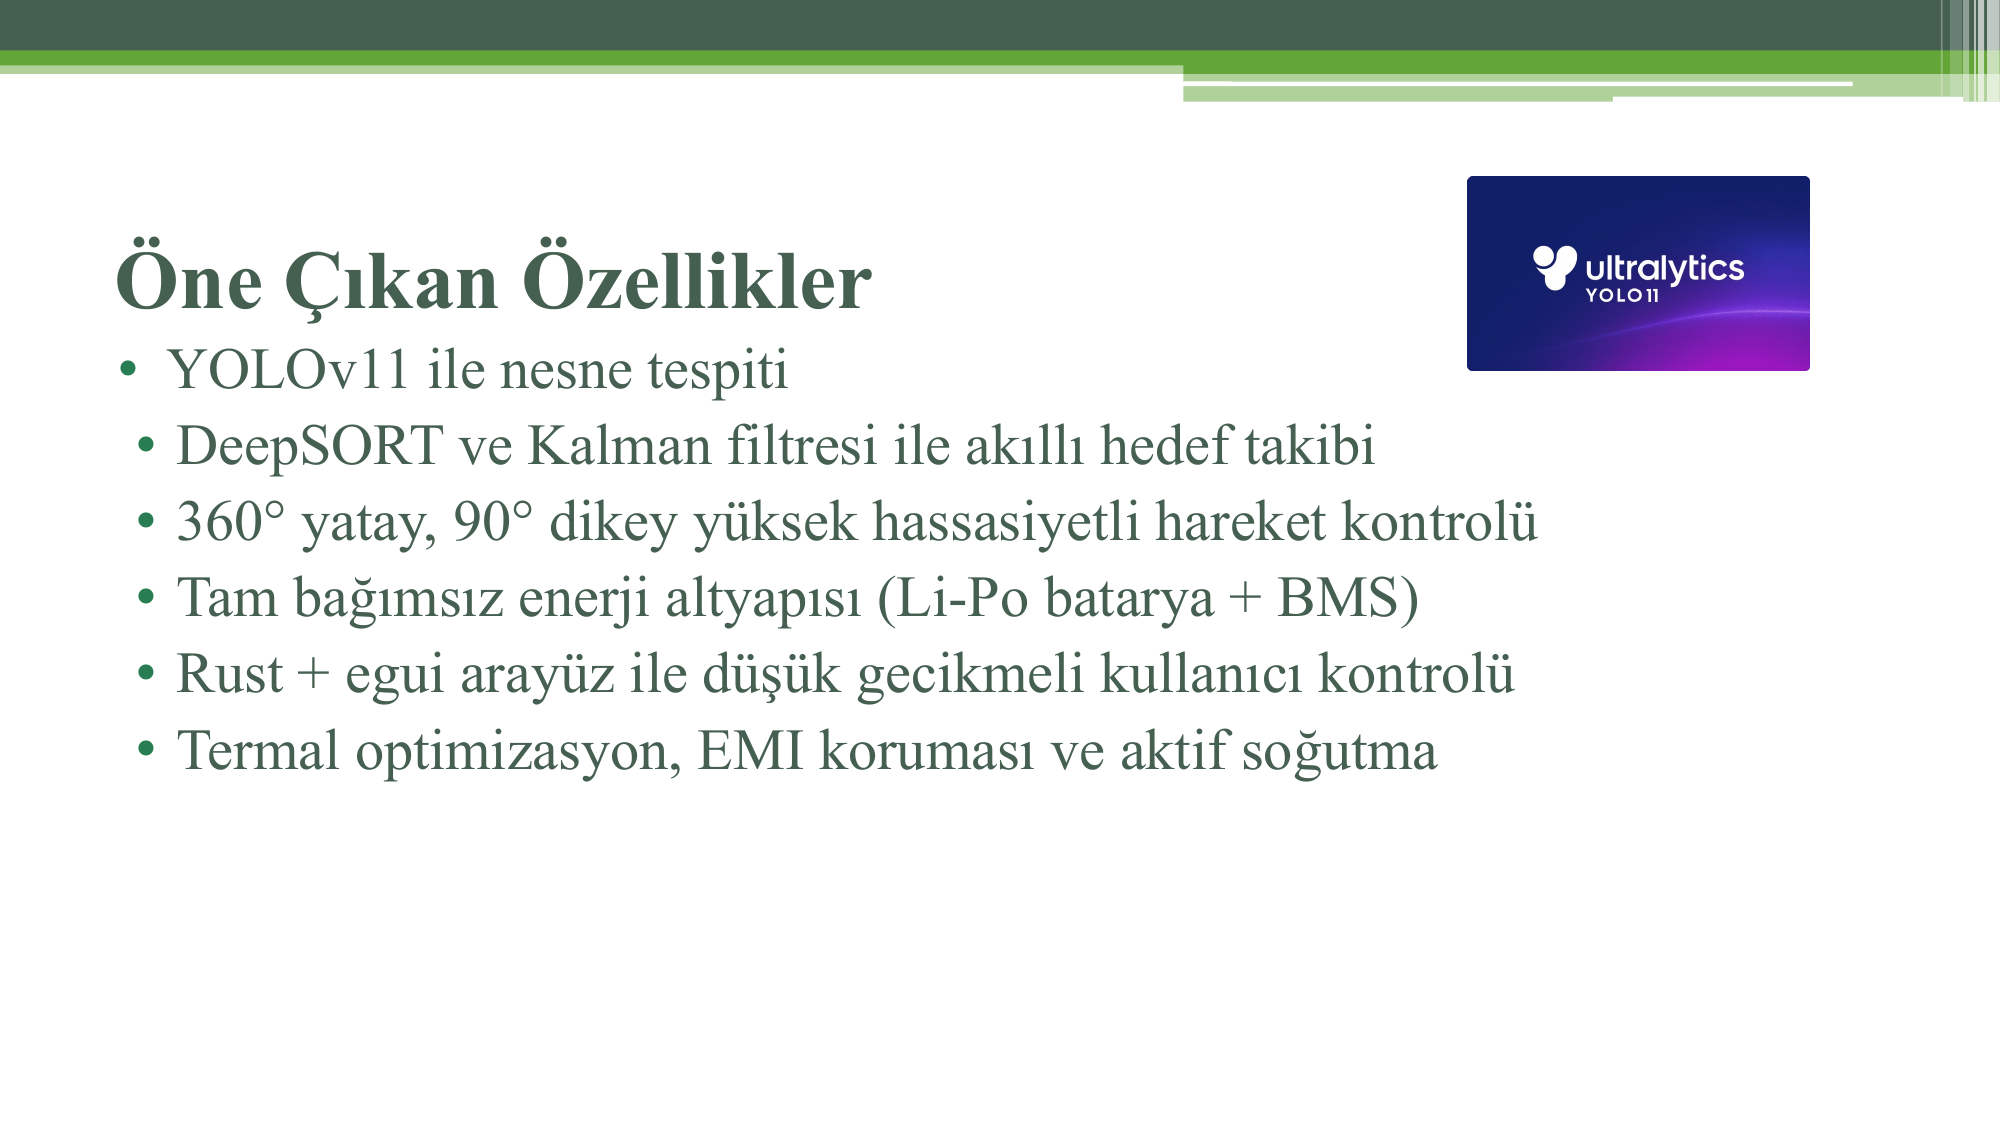 ultralytics
YOLO11
Öne Çıkan Özellikler
• YOLOv11 ile nesne tespiti
• DeepSORT ve Kalman filtresi ile akıllı hedef takibi
• 360° yatay, 90° dikey yüksek hassasiyetli hareket kontrolü
• Tam bağımsız enerji altyapısı (Li-Po batarya + BMS)
• Rust + egui arayüz ile düşük gecikmeli kullanıcı kontrolü
• Termal optimizasyon, EMI koruması ve aktif soğutma